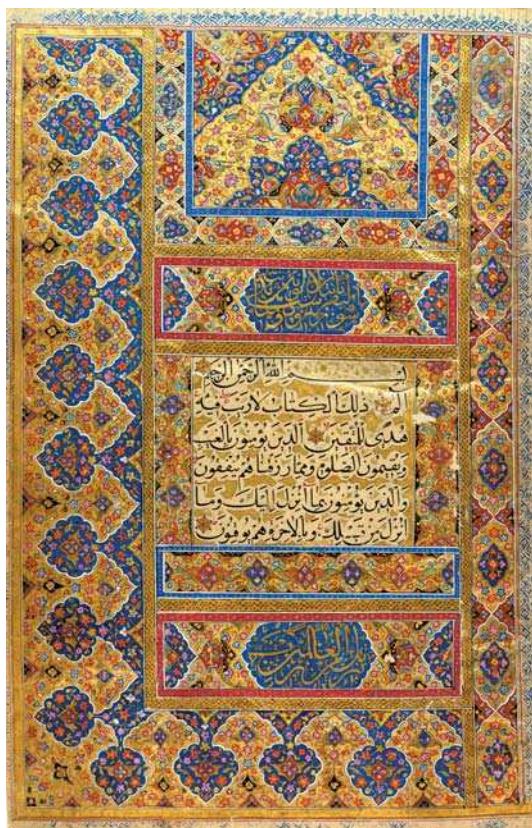 بسم الله الرحمن الرحيم
الم ذلك الكتاب لا ريب فيه
هدى للمتقين الذين يؤمنون بالغيب
ويقيمون الصلوة ومما رزقناهم ينفقون
والذين يؤمنون بما انزل اليك وما
انزل من قبلك وبالاخرة هم يوقنون